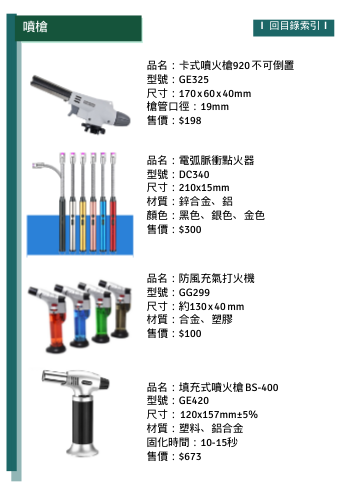 噴槍
回目錄索引
品名：卡式噴火槍920 不可倒置
型號：GE325
尺寸：170x60x40mm
槍管口徑：19mm
售價：$198
品名：電弧脈衝點火器
型號：DC340
尺寸：210x15mm
材質：鋅合金、鋁
顏色：黑色、銀色、金色
售價：$300
品名：防風充氣打火機
型號：GG299
尺寸：約130x40mm
材質：合金、塑膠
售價：$100
品名：填充式噴火槍 BS-400
型號：GE420
尺寸：120x157mm±5%
材質：塑料、鋁合金
固化時間：10-15秒
售價：$673